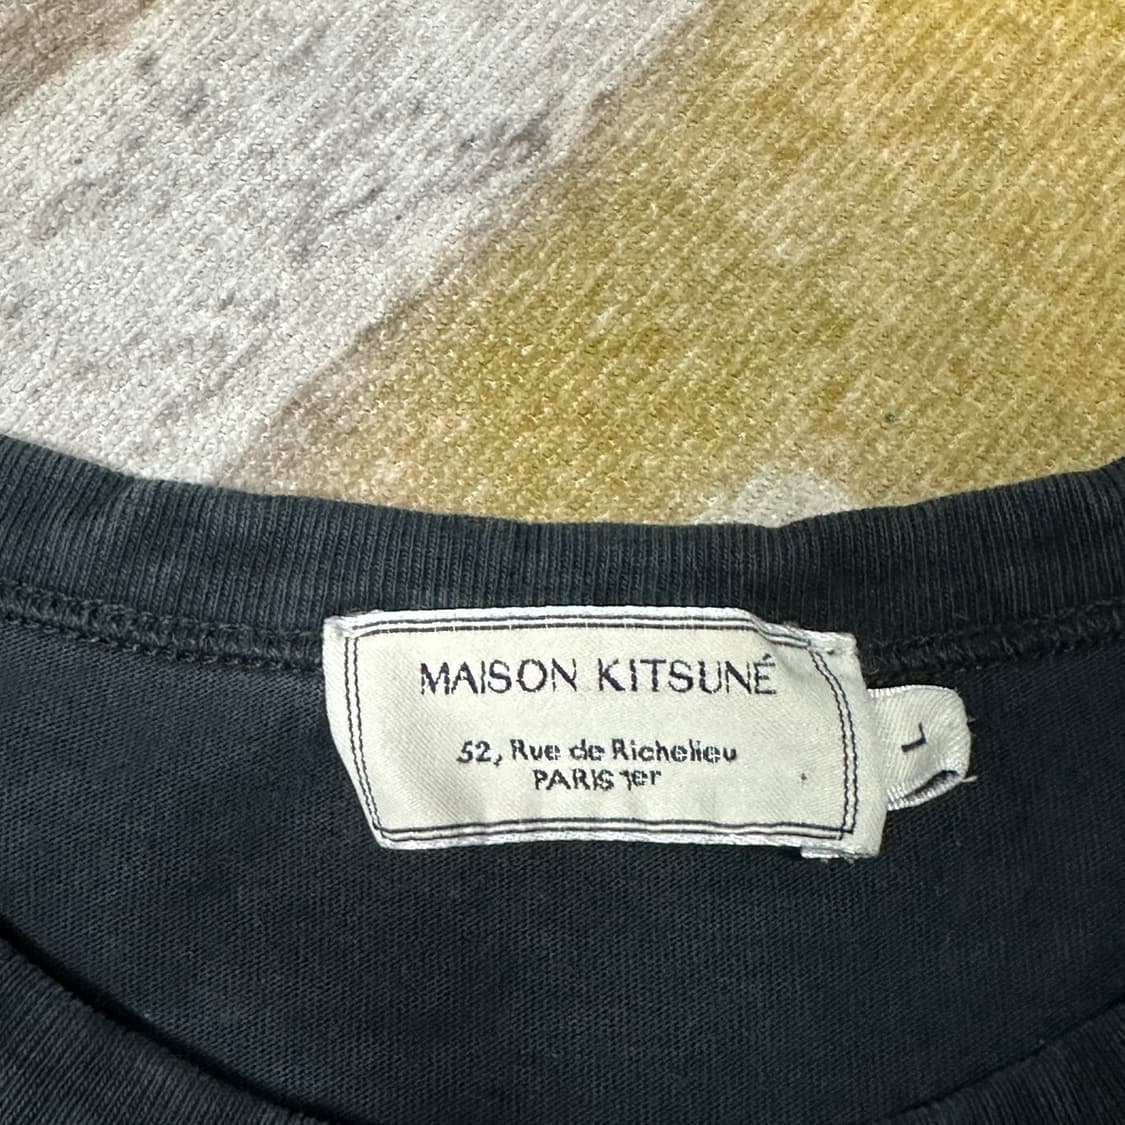 MAISON KITSUNÉ
52, Rue de Richelieu
PARIS 1er
L